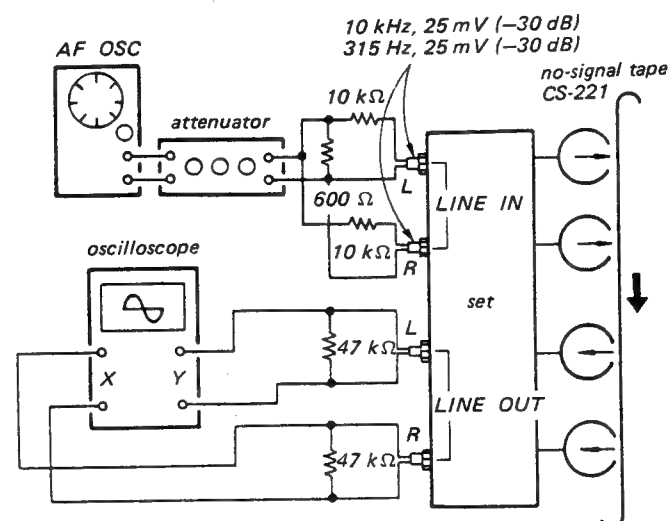 10 kHz, 25 mV (−30 dB)
315 Hz, 25 mV (−30 dB)
AF OSC
no-signal tape
CS-221
attenuator
10 kΩ
600 Ω
L
LINE IN
10 kΩ
R
oscilloscope
set
X
Y
47 kΩ
L
LINE OUT
47 kΩ
R